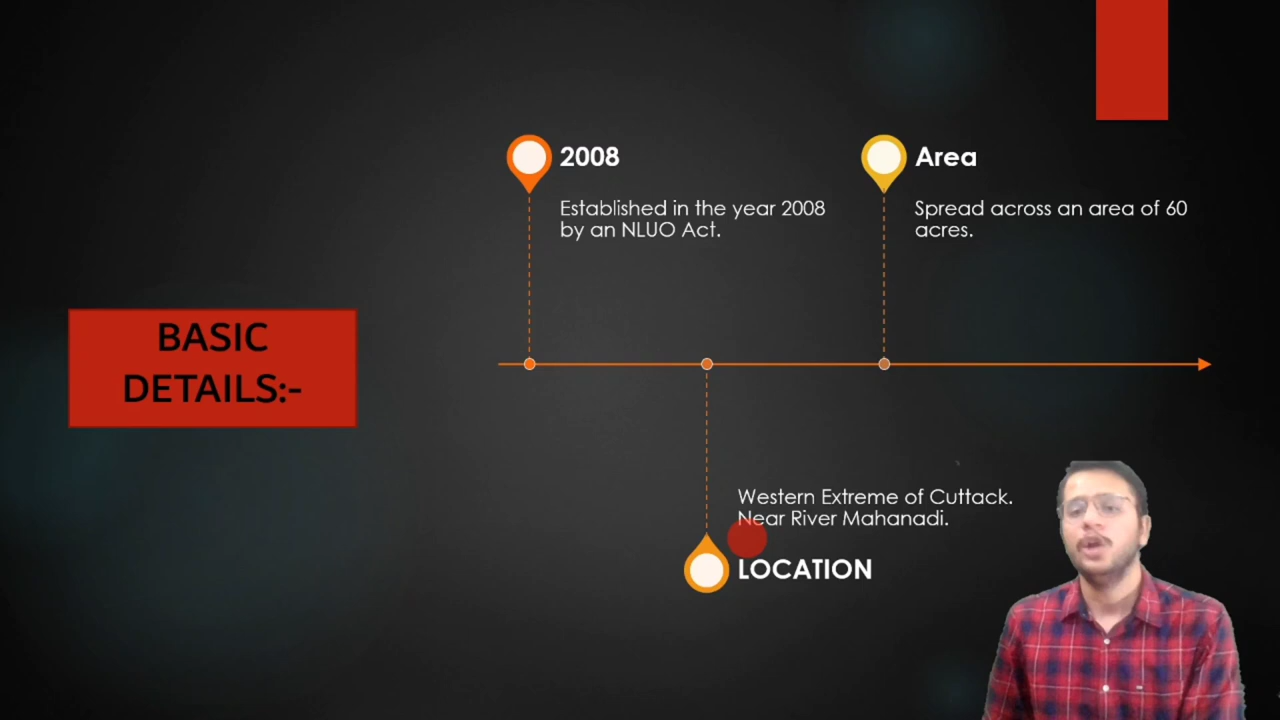 BASIC
DETAILS:-
2008
Established in the year 2008
by an NLUO Act.
Area
Spread across an area of 60
acres.
Western Extreme of Cuttack.
Near River Mahanadi.
LOCATION